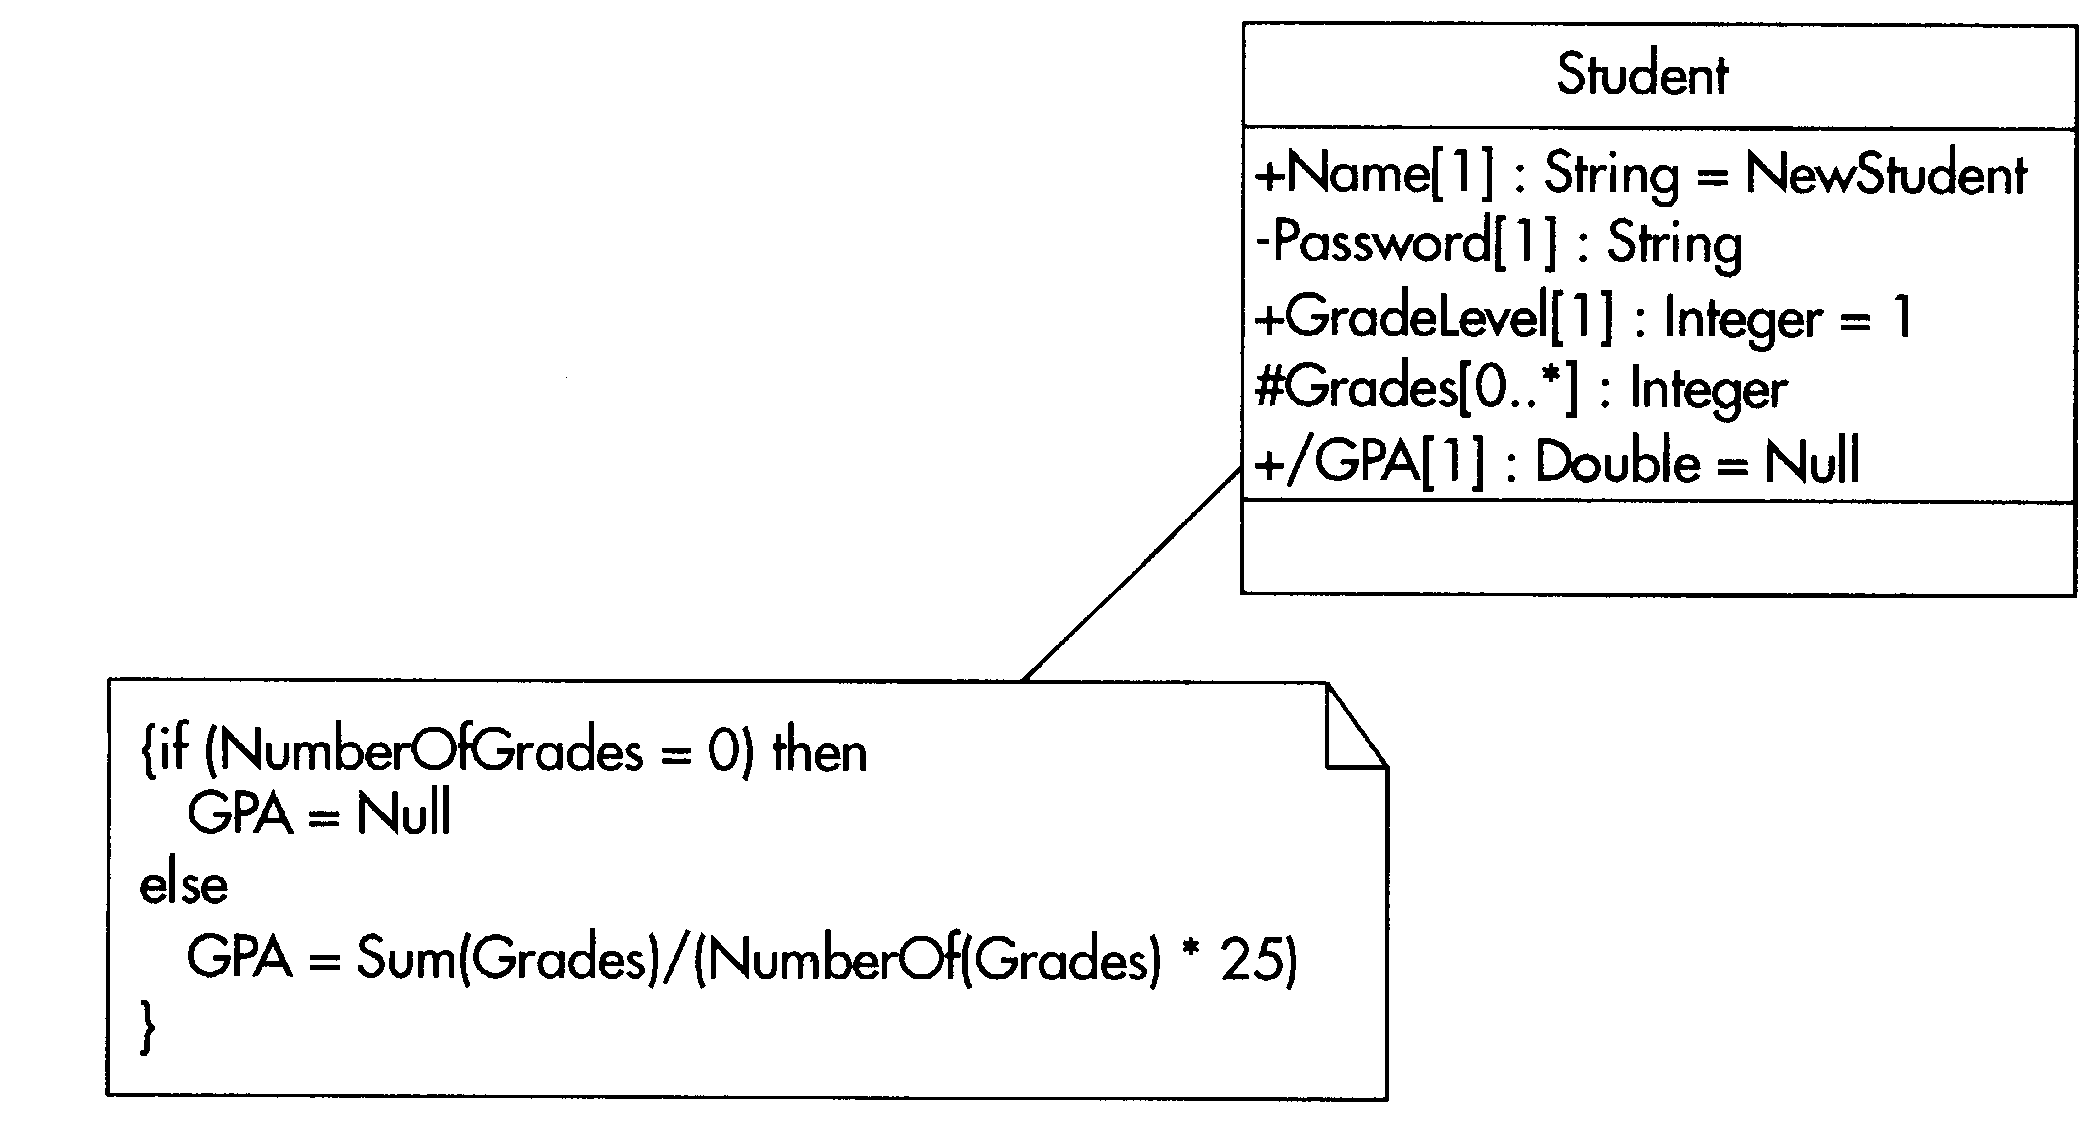 Student
+Name[1] : String = NewStudent
-Password[1] : String
+GradeLevel[1] : Integer = 1
#Grades[0..*] : Integer
+/GPA[1] : Double = Null
{if (NumberOfGrades = 0) then
GPA = Null
else
GPA = Sum(Grades)/(NumberOf(Grades) * 25)
}